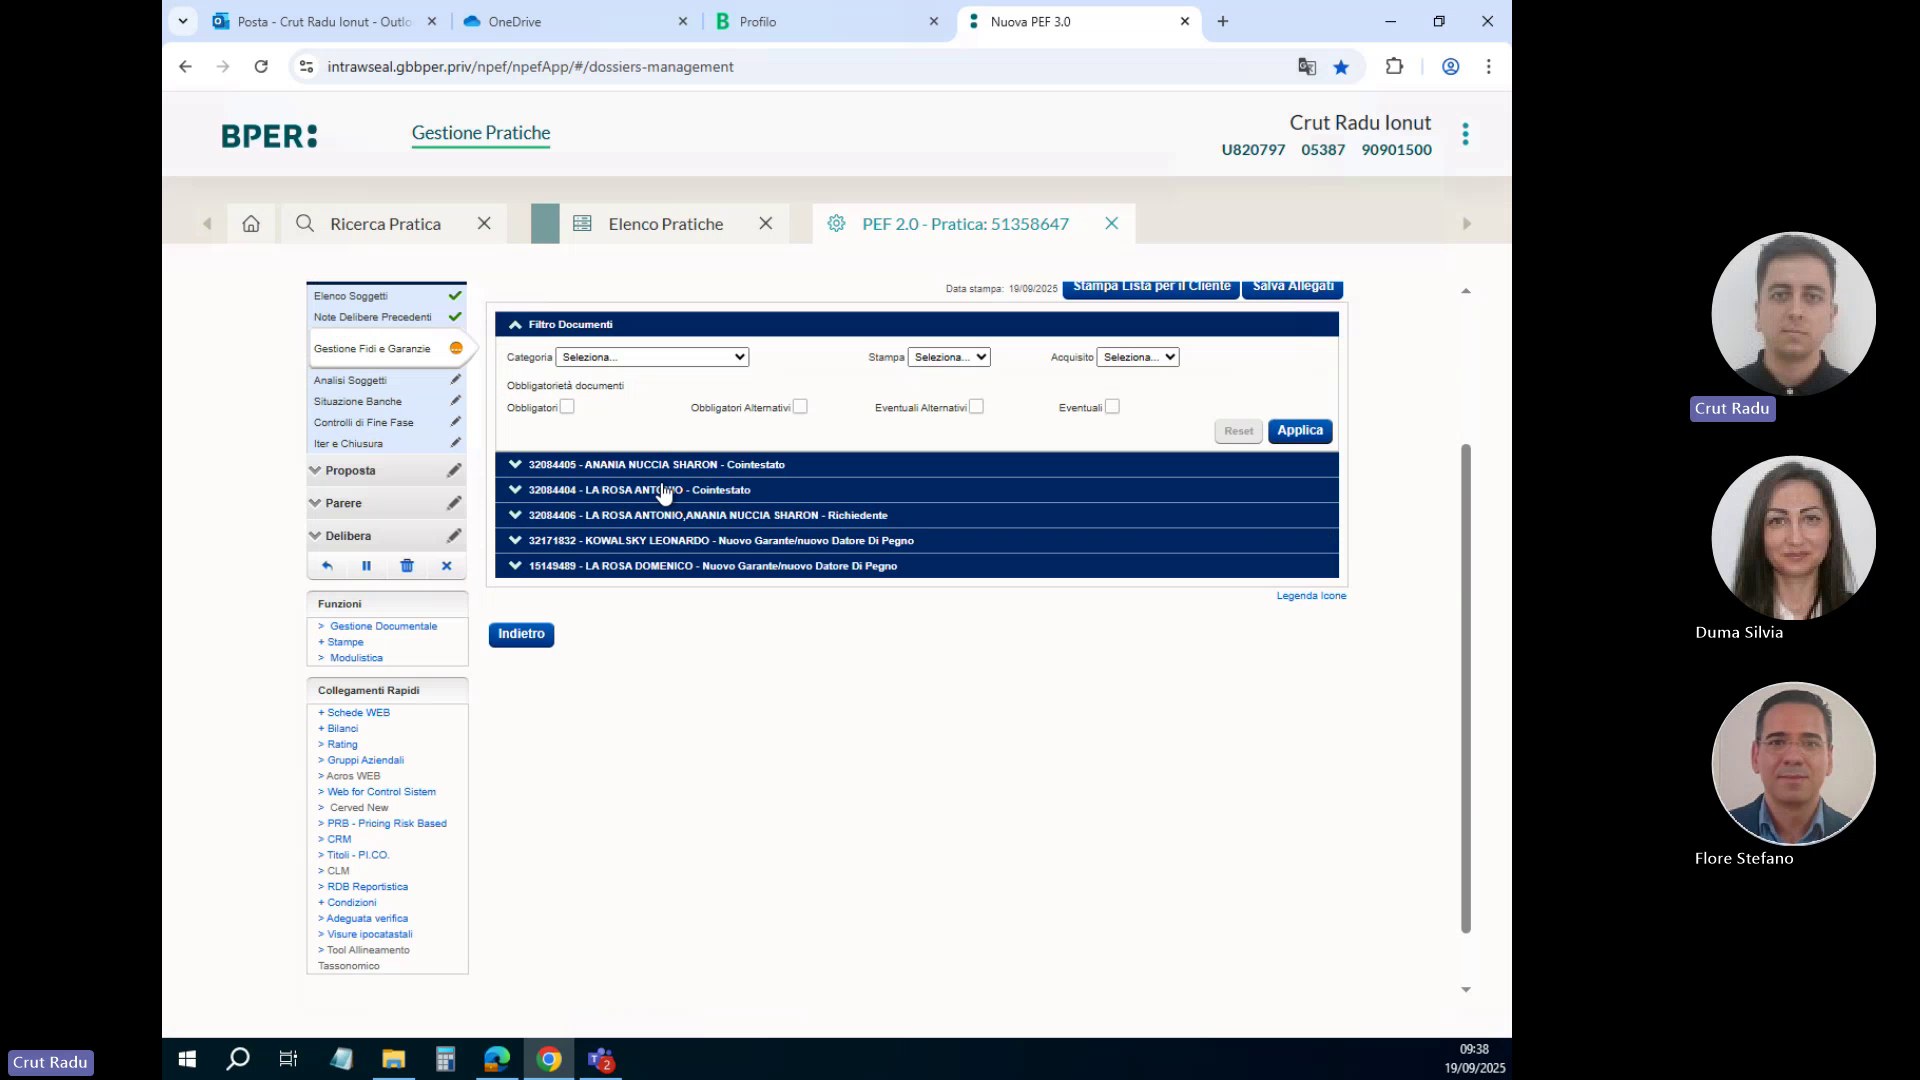 Posta - Crut Radu Ionut - Outlo
OneDrive
Profilo
Nuova PEF 3.0
intrawseal.gbbper.priv/npef/npefApp/#/dossiers-management
BPER:
Gestione Pratiche
Crut Radu Ionut
U820797 05387 90901500
Ricerca Pratica
Elenco Pratiche
PEF 2.0 - Pratica: 51358647
Elenco Soggetti
Note Delibere Precedenti
Gestione Fidi e Garanzie
Analisi Soggetti
Situazione Banche
Controlli di Fine Fase
Iter e Chiusura
Proposta
Parere
Delibera
Funzioni
> Gestione Documentale
+ Stampe
> Modulistica
Collegamenti Rapidi
+ Schede WEB
+ Bilanci
> Rating
> Gruppi Aziendali
> Acros WEB
> Web for Control Sistem
> Cerved New
> PRB - Pricing Risk Based
> CRM
> Titoli - PI.CO.
> CLM
> RDB Reportistica
+ Condizioni
> Adeguata verifica
> Visure ipocatastali
> Tool Allineamento
Tassonomico
Data stampa: 19/09/2025
Stampa Lista per il Cliente
Salva Allegati
Filtro Documenti
Categoria Seleziona...
Stampa Seleziona...
Acquisito Seleziona...
Obbligatorietà documenti
Obbligatori
Obbligatori Alternativi
Eventuali Alternativi
Eventuali
Reset
Applica
32084405 - ANANIA NUCCIA SHARON - Cointestato
32084404 - LA ROSA ANTONIO - Cointestato
32084406 - LA ROSA ANTONIO,ANANIA NUCCIA SHARON - Richiedente
32171832 - KOWALSKY LEONARDO - Nuovo Garante/nuovo Datore Di Pegno
15149489 - LA ROSA DOMENICO - Nuovo Garante/nuovo Datore Di Pegno
Legenda Icone
Indietro
Crut Radu
Duma Silvia
Flore Stefano
Crut Radu
2
09:38
19/09/2025